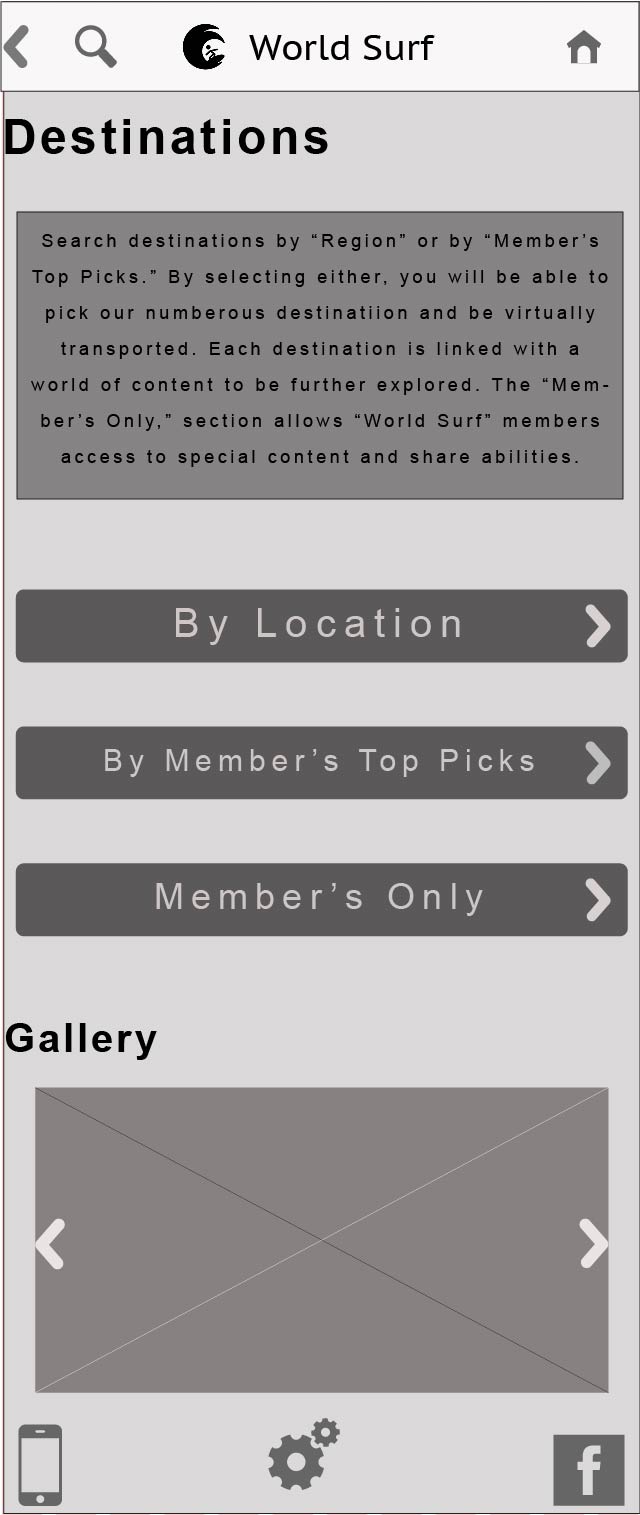 World Surf
Destinations
Search destinations by “Region” or by “Member’s
Top Picks.” By selecting either, you will be able to
pick our numberous destinatiion and be virtually
transported. Each destination is linked with a
world of content to be further explored. The “Mem-
ber’s Only,” section allows “World Surf” members
access to special content and share abilities.
By Location
By Member’s Top Picks
Member’s Only
Gallery
f